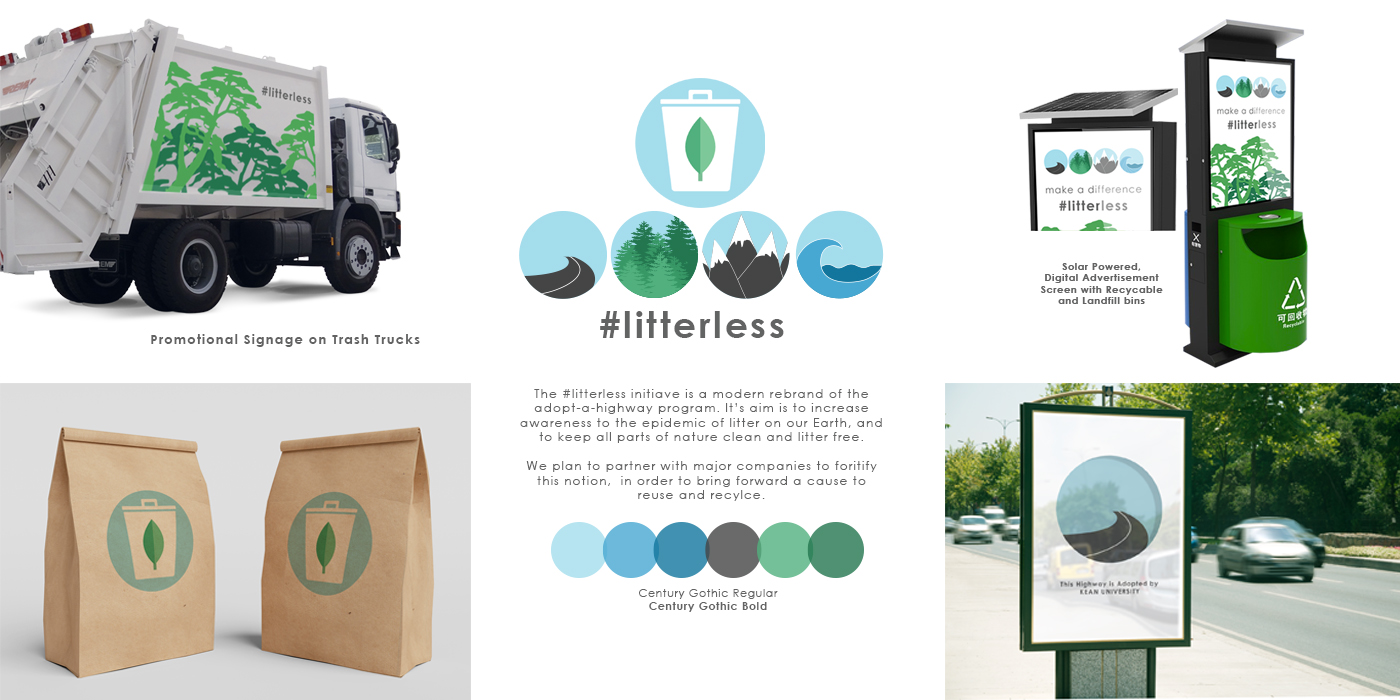 #litterless
Promotional Signage on Trash Trucks
#litterless
The #litterless initiave is a modern rebrand of the
adopt-a-highway program. It's aim is to increase
awareness to the epidemic of litter on our Earth, and
to keep all parts of nature clean and litter free.
We plan to partner with major companies to foritify
this notion, in order to bring forward a cause to
reuse and recylce.
Century Gothic Regular
Century Gothic Bold
make a difference
#litterless
make a difference
#litterless
Solar Powered,
Digital Advertisement
Screen with Recycable
and Landfill bins
可回收
Recyclable
This Highway is Adopted by
KEAN UNIVERSITY